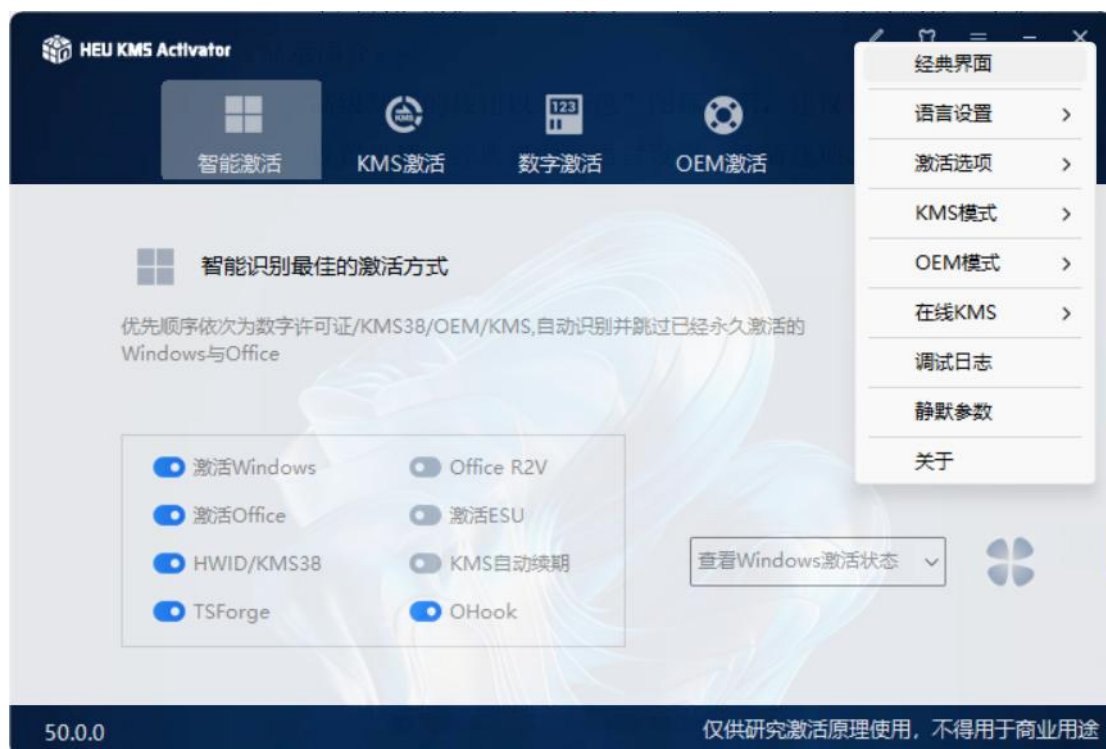 HEU KMS Activator
智能激活
KMS激活
123
数字激活
OEM激活
经典界面
语言设置
激活选项
KMS模式
OEM模式
在线KMS
调试日志
静默参数
关于
智能识别最佳的激活方式
优先顺序依次为数字许可证/KMS38/OEM/KMS,自动识别并跳过已经永久激活的
Windows与Office
激活Windows
Office R2V
激活Office
激活ESU
HWID/KMS38
KMS自动续期
TSForge
OHook
查看Windows激活状态
50.0.0
仅供研究激活原理使用，不得用于商业用途